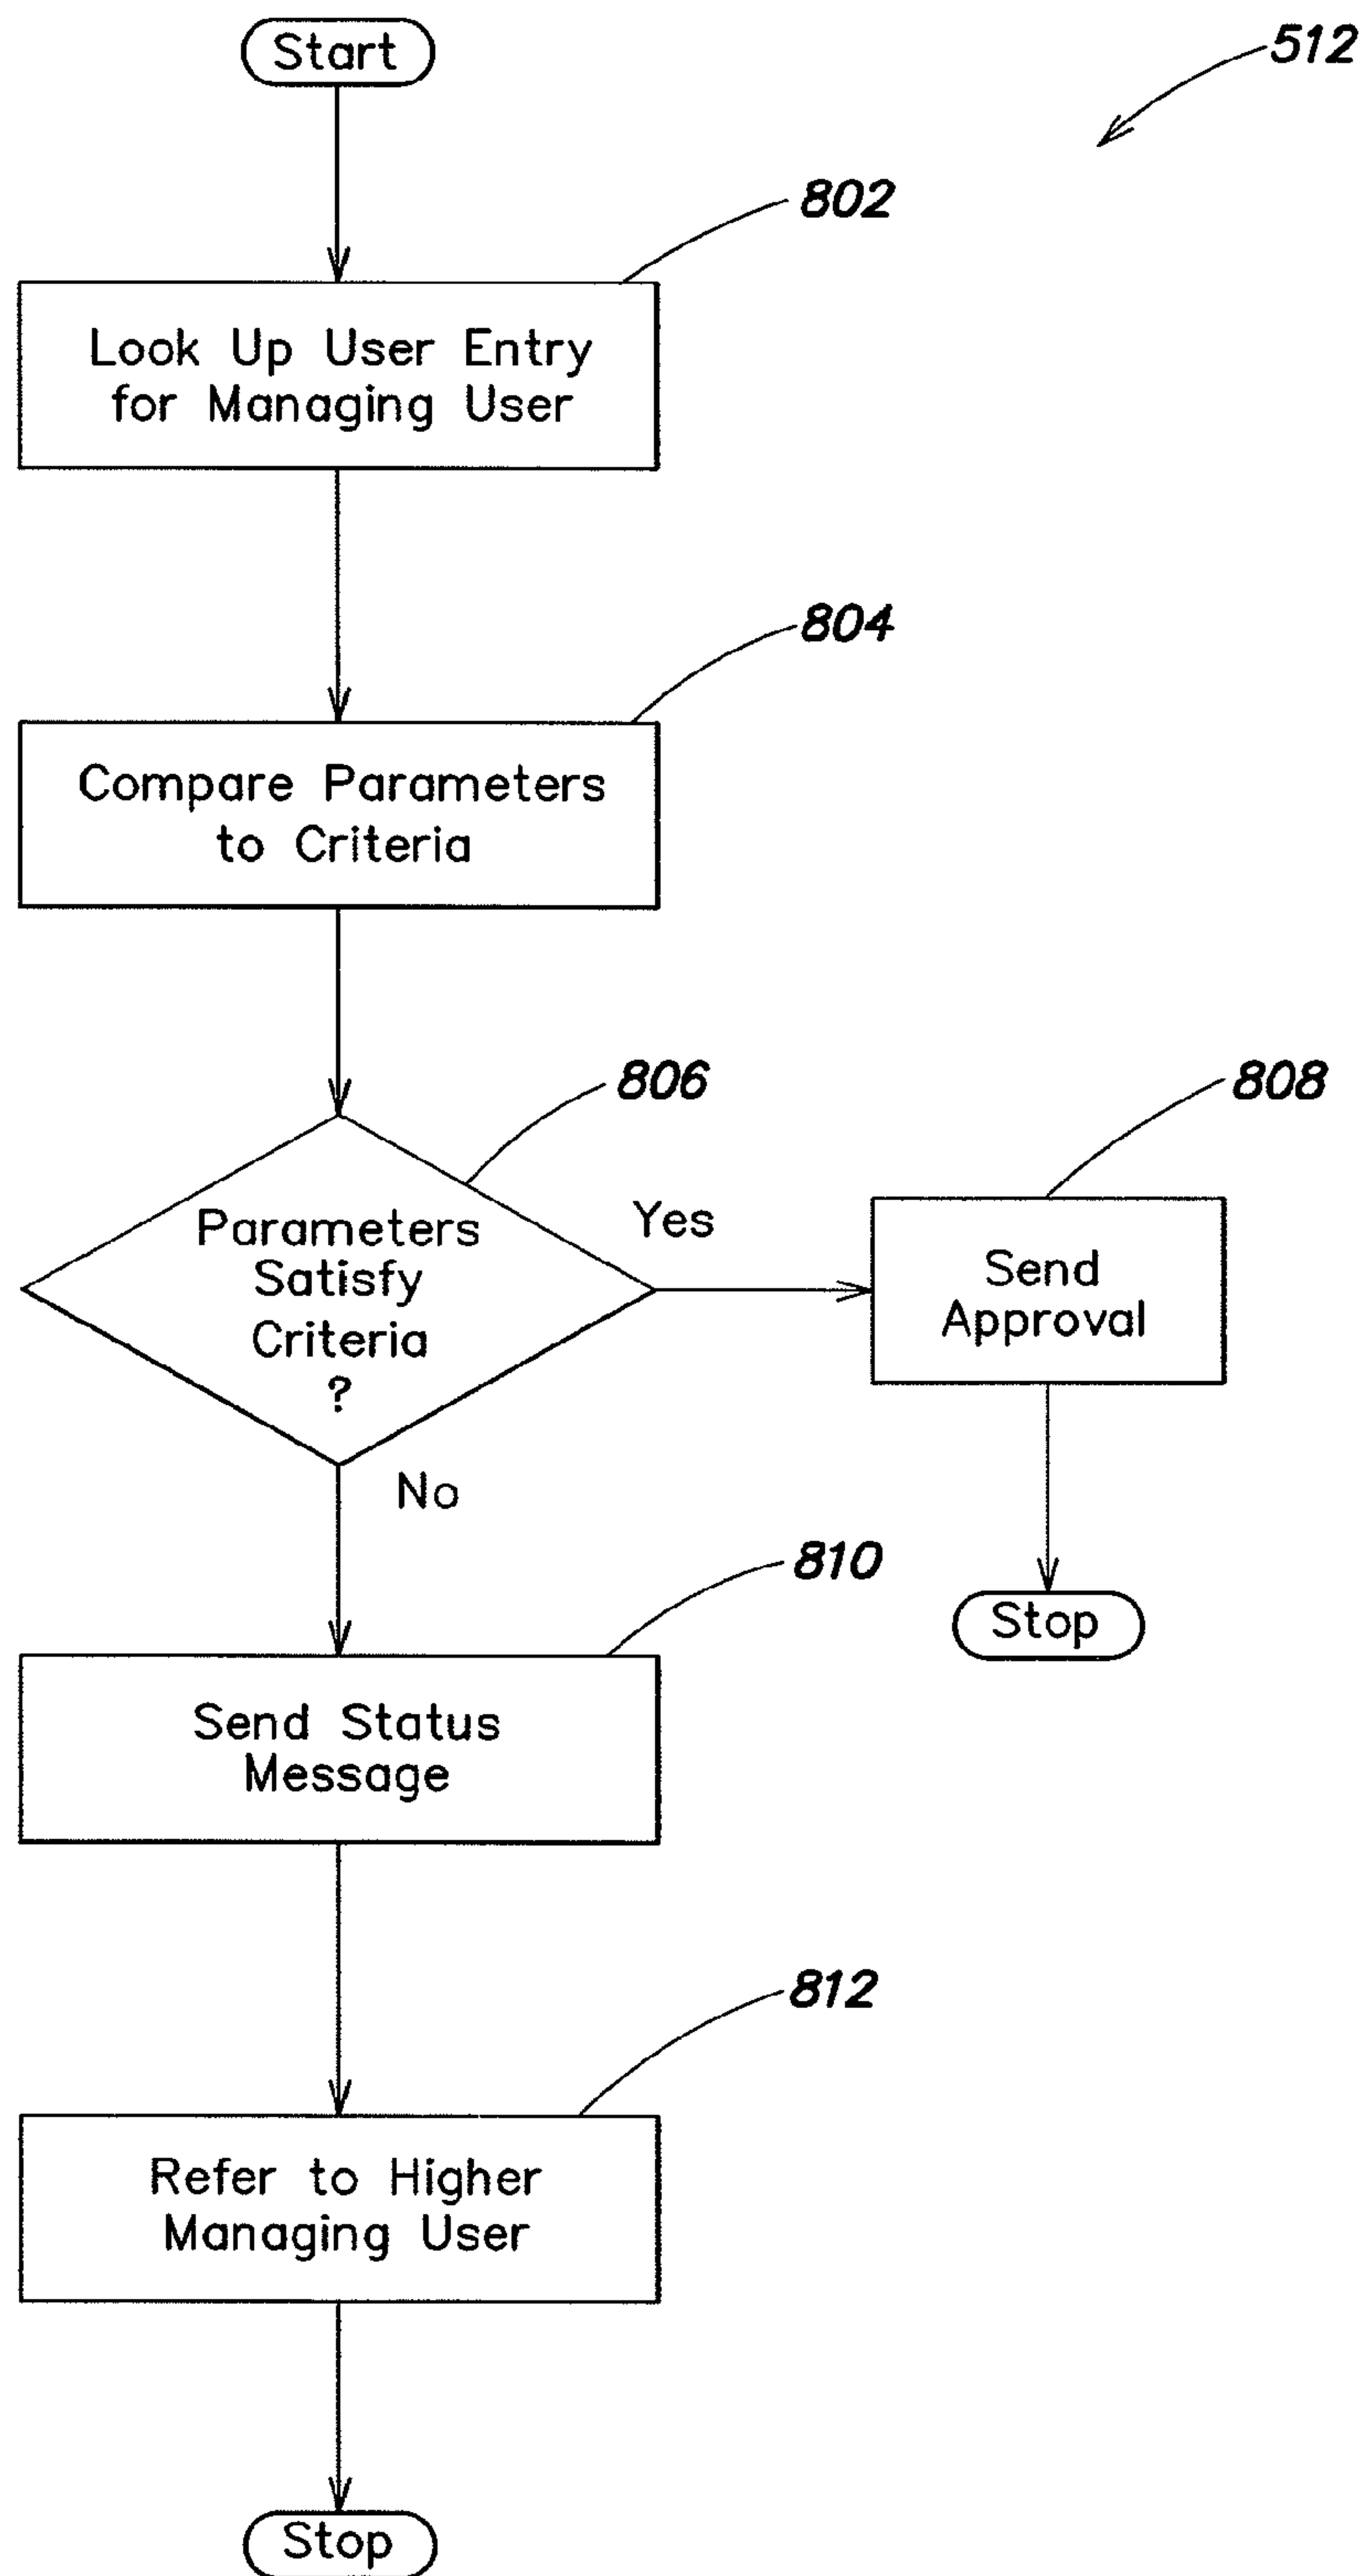 Start
512
802
Look Up User Entry
for Managing User
804
Compare Parameters
to Criteria
806
808
Parameters
Satisfy
Criteria
?
Yes
Send
Approval
No
810
Stop
Send Status
Message
812
Refer to Higher
Managing User
Stop